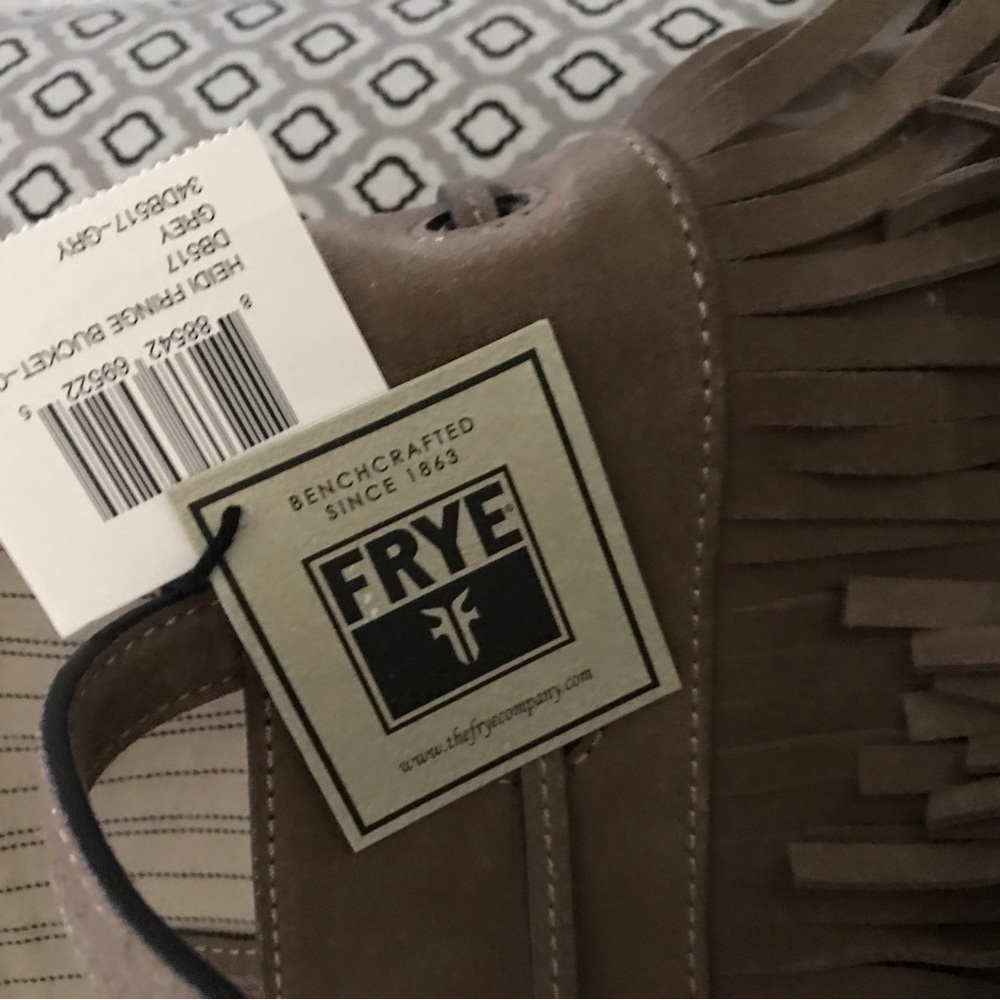 BENCHCRAFTED
SINCE 1863
FRYE®
www.thefryecompany.com
8 88542 69522 5
HEIDI FRINGE BUCKET-
DB517
GREY
34DB517-GRY